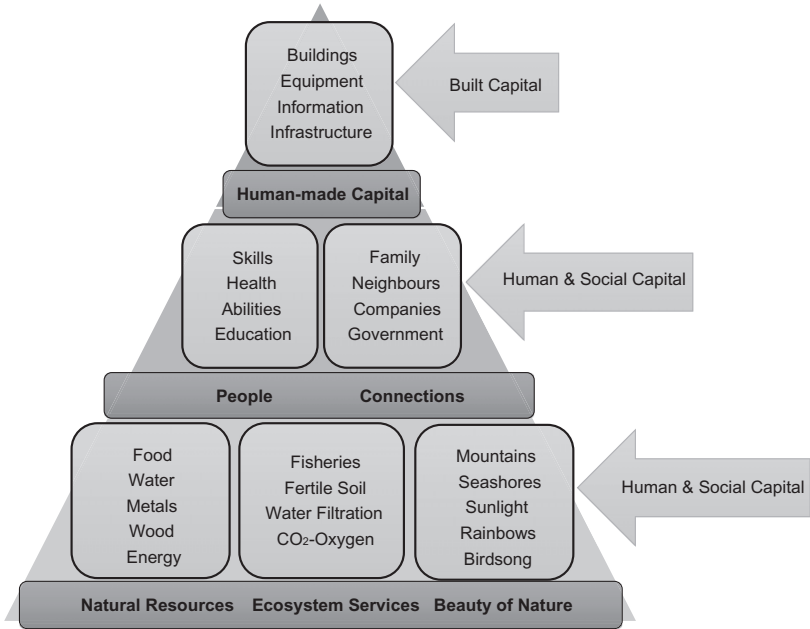 Buildings
Equipment
Information
Infrastructure
Built Capital
Human-made Capital
Skills
Health
Abilities
Education
Family
Neighbours
Companies
Government
Human & Social Capital
People
Connections
Food
Water
Metals
Wood
Energy
Fisheries
Fertile Soil
Water Filtration
CO₂-Oxygen
Mountains
Seashores
Sunlight
Rainbows
Birdsong
Human & Social Capital
Natural Resources
Ecosystem Services
Beauty of Nature